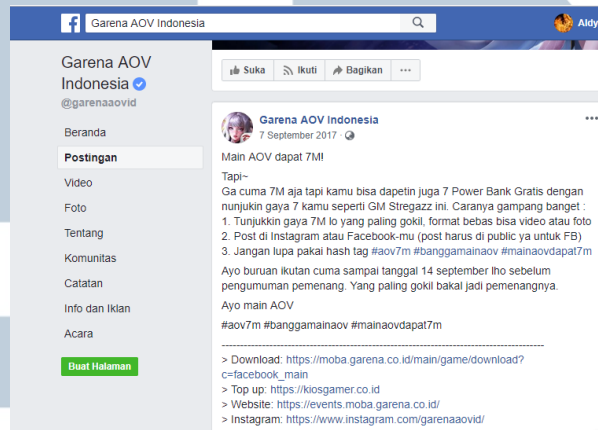 Garena AOV Indonesia
Aldy
Garena AOV
Indonesia
@garenaaovid
Beranda
Postingan
Video
Foto
Tentang
Komunitas
Catatan
Info dan Iklan
Acara
Buat Halaman
Suka Ikuti Bagikan ...
Garena AOV Indonesia
7 September 2017 ·
Main AOV dapat 7M!
Tapi~
Ga cuma 7M aja tapi kamu bisa dapetin juga 7 Power Bank Gratis dengan
nunjukin gaya 7 kamu seperti GM Stregazz ini. Caranya gampang banget :
1. Tunjukkin gaya 7M lo yang paling gokil, format bebas bisa video atau foto
2. Post di Instagram atau Facebook-mu (post harus di public ya untuk FB)
3. Jangan lupa pakai hash tag #aov7m #banggamainaov #mainaovdapat7m
Ayo buruan ikutan cuma sampai tanggal 14 september lho sebelum
pengumuman pemenang. Yang paling gokil bakal jadi pemenangnya.
Ayo main AOV
#aov7m #banggamainaov #mainaovdapat7m
--------------------------------------------------------------------------------
> Download: https://moba.garena.co.id/main/game/download?
c=facebook_main
> Top up: https://kiosgamer.co.id
> Website: https://events.moba.garena.co.id/
> Instagram: https://www.instagram.com/garenaaovid/